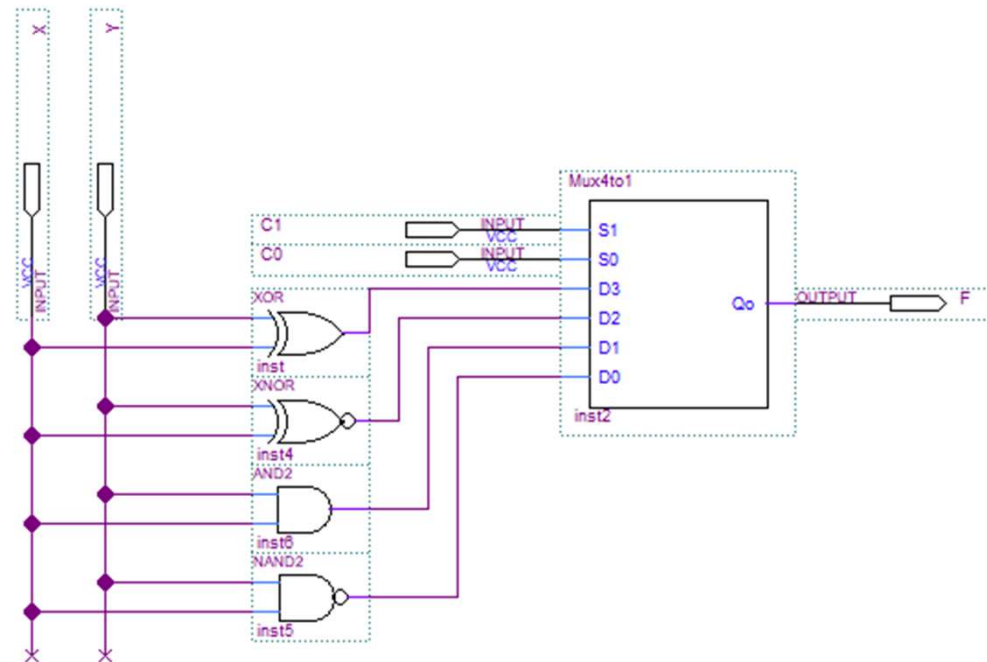 X
Y
VCC
INPUT
VCC
INPUT
Mux4to1
C1
INPUT
VCC
S1
C0
INPUT
VCC
S0
D3
D2
D1
D0
Qo
OUTPUT
F
inst2
XOR
inst
XNOR
inst4
AND2
inst6
NAND2
inst5